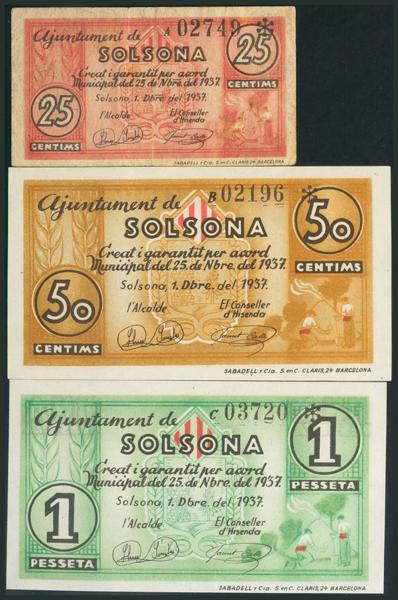 Ajuntament de A 02749 *
SOLSONA
25
CENTIMS
Creat i garantit per acord
Municipal del 25 de Nbre. del 1937.
Solsona, 1. Dbre. del 1937.
l'Alcalde El Conseller
d'Hisenda
25
CENTIMS
SABADELL y Cia. S. en C. CLARIS, 24 BARCELONA
Ajuntament de B 02196 *
SOLSONA
50
CENTIMS
Creat i garantit per acord
Municipal del 25. de Nbre. del 1937.
Solsona, 1. Dbre. del 1937.
l'Alcalde El Conseller
d'Hisenda
50
CENTIMS
SABADELL y Cia. S. en C. CLARIS, 24 BARCELONA
Ajuntament de C 03720 *
SOLSONA
1
PESSETA
Creat i garantit per acord
Municipal del 25. de Nbre. del 1937.
Solsona, 1. Dbre. del 1937.
l'Alcalde El Conseller
d'Hisenda
1
PESSETA
SABADELL y Cia. S. en C. CLARIS, 24 BARCELONA